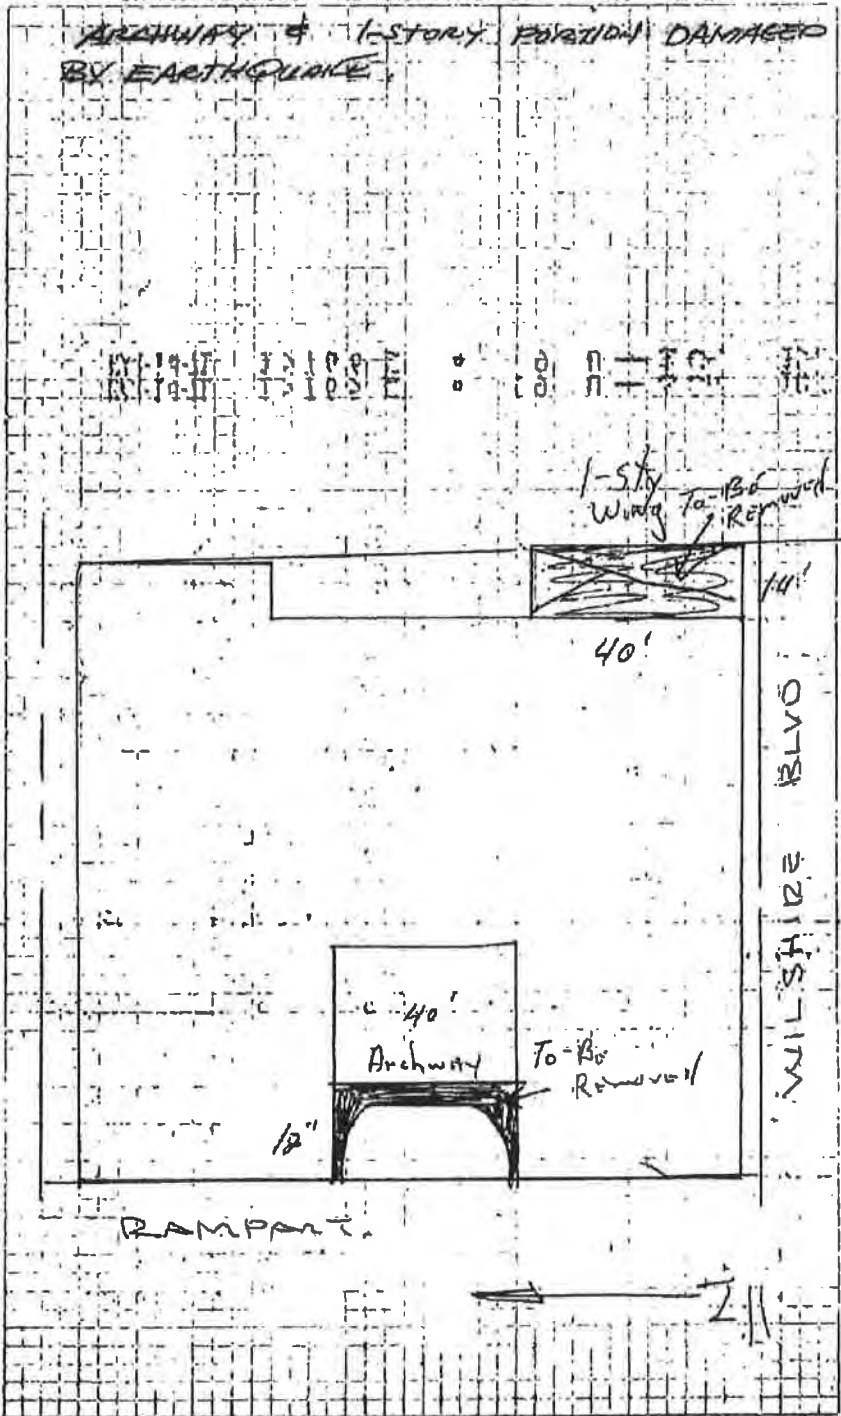 ARCHWAY & 1-STORY PORTION DAMAGED
BY EARTHQUAKE.
1-Sty
Wing
To-Be
Removed
14'
40'
WILSHIRE BLVD
40'
Archway
To-Be
Removed
RAMPART.